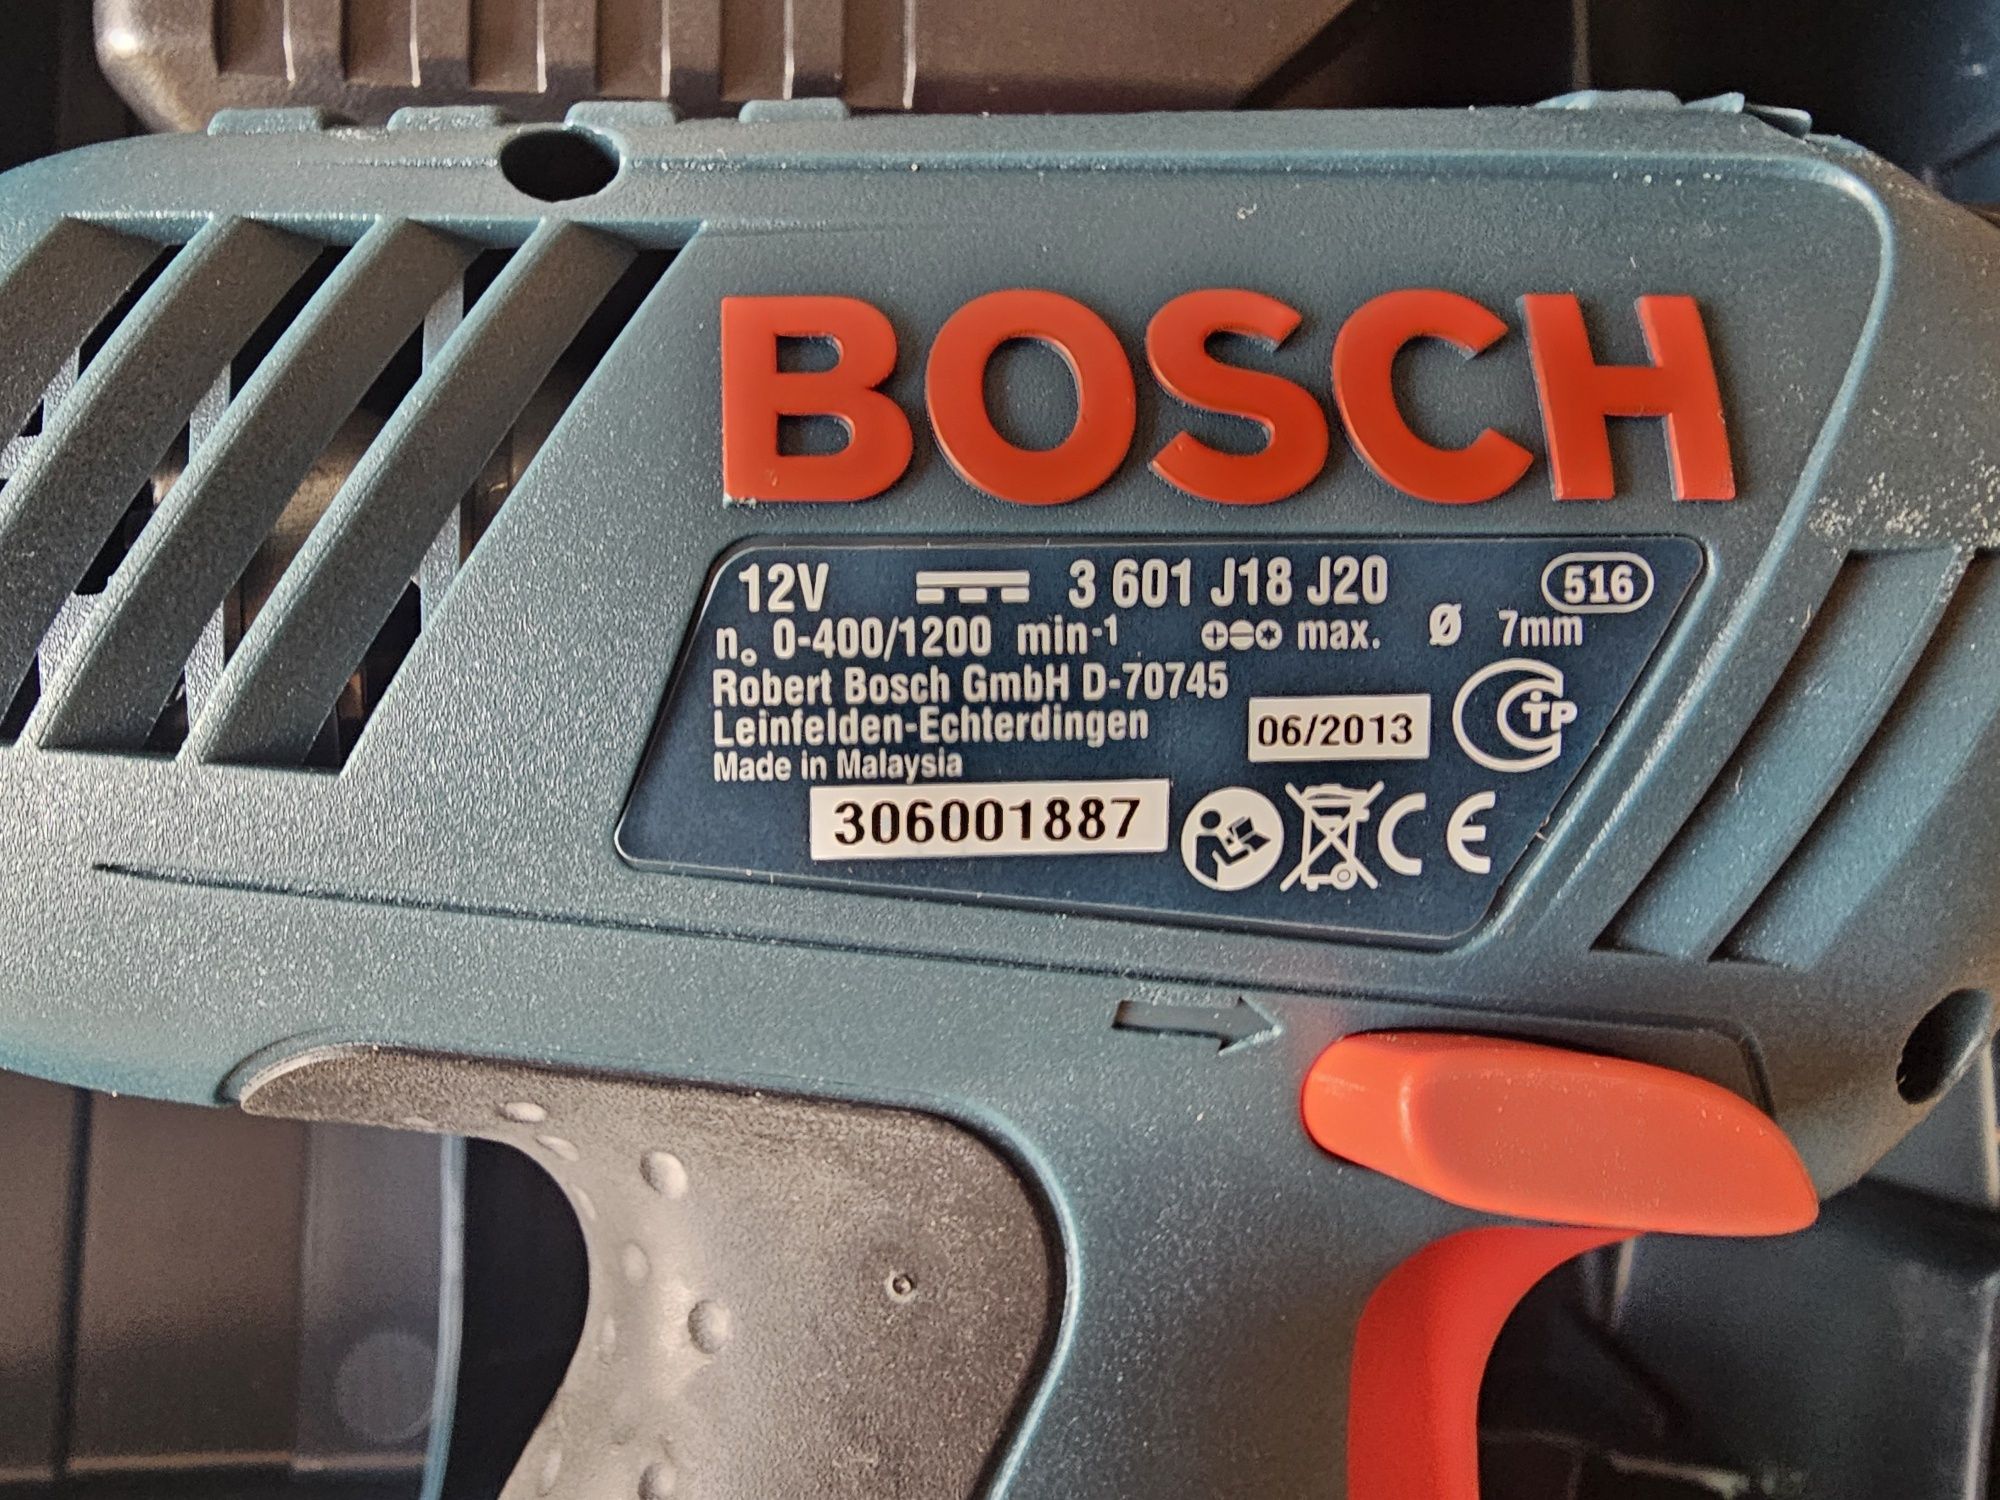 BOSCH
12V 3 601 J18 J20 516
n₀ 0-400/1200 min⁻¹ max. Ø 7mm
Robert Bosch GmbH D-70745
Leinfelden-Echterdingen
06/2013
Made in Malaysia
306001887
CE